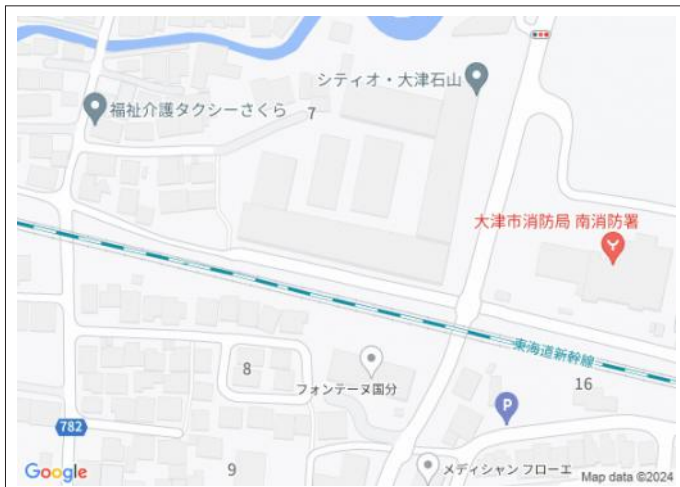 シティオ・大津石山
福祉介護タクシーさくら
7
大津市消防局 南消防署
東海道新幹線
8
フォンテーヌ国分
16
P
782
9
メディシャン フローエ
Google
Map data ©2024